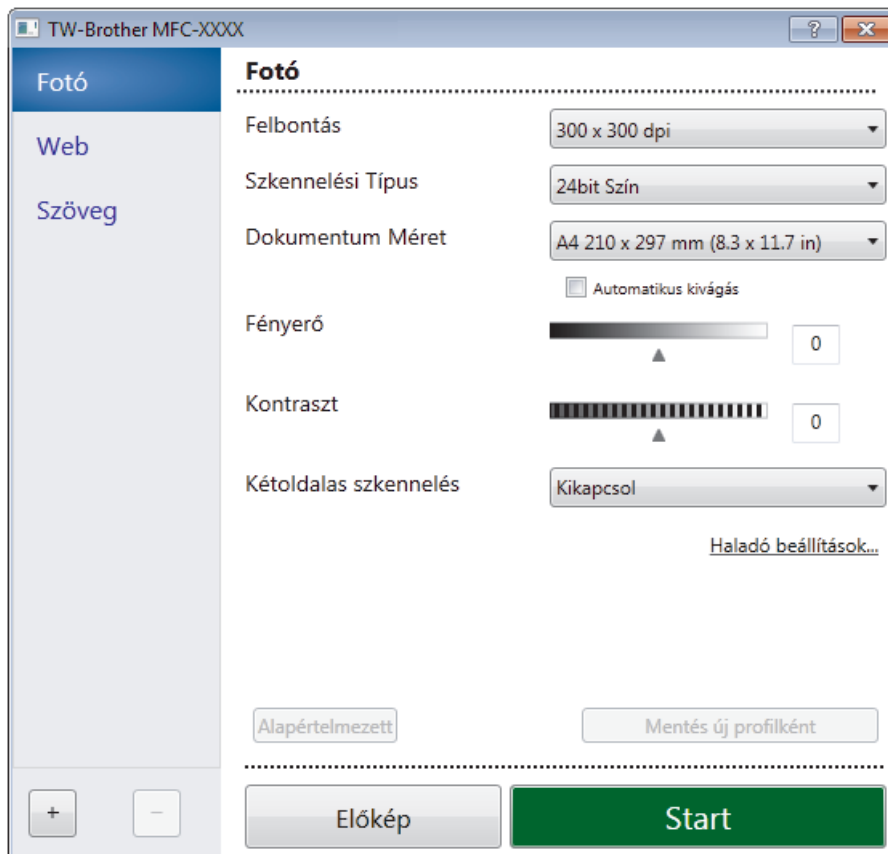 TW-Brother MFC-XXXX
Fotó
Web
Szöveg
Fotó
Felbontás 300 x 300 dpi
Szkennelési Típus 24bit Szín
Dokumentum Méret A4 210 x 297 mm (8.3 x 11.7 in)
Automatikus kivágás
Fényerő 0
Kontraszt 0
Kétoldalas szkennelés Kikapcsol
Haladó beállítások...
Alapértelmezett Mentés új profilként
+ − Előkép Start